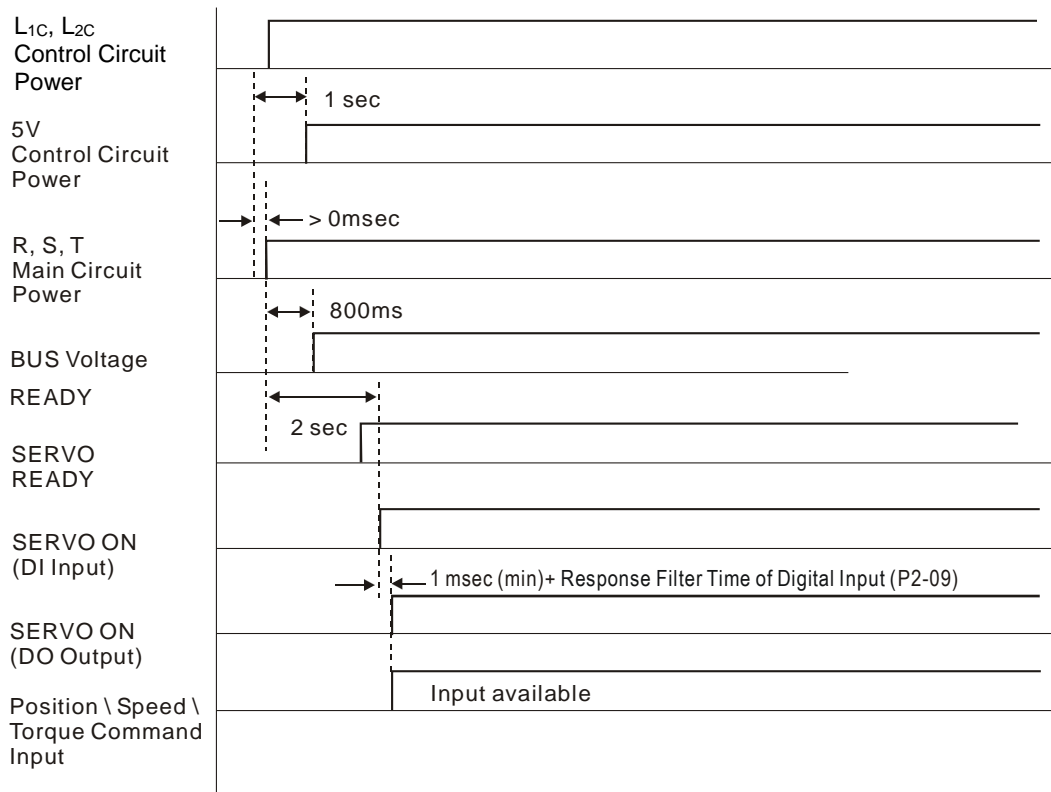 L1C, L2C
Control Circuit
Power
1 sec
5V
Control Circuit
Power
> 0msec
R, S, T
Main Circuit
Power
800ms
BUS Voltage
READY
2 sec
SERVO
READY
SERVO ON
(DI Input)
1 msec (min)+ Response Filter Time of Digital Input (P2-09)
SERVO ON
(DO Output)
Input available
Position \ Speed \
Torque Command
Input